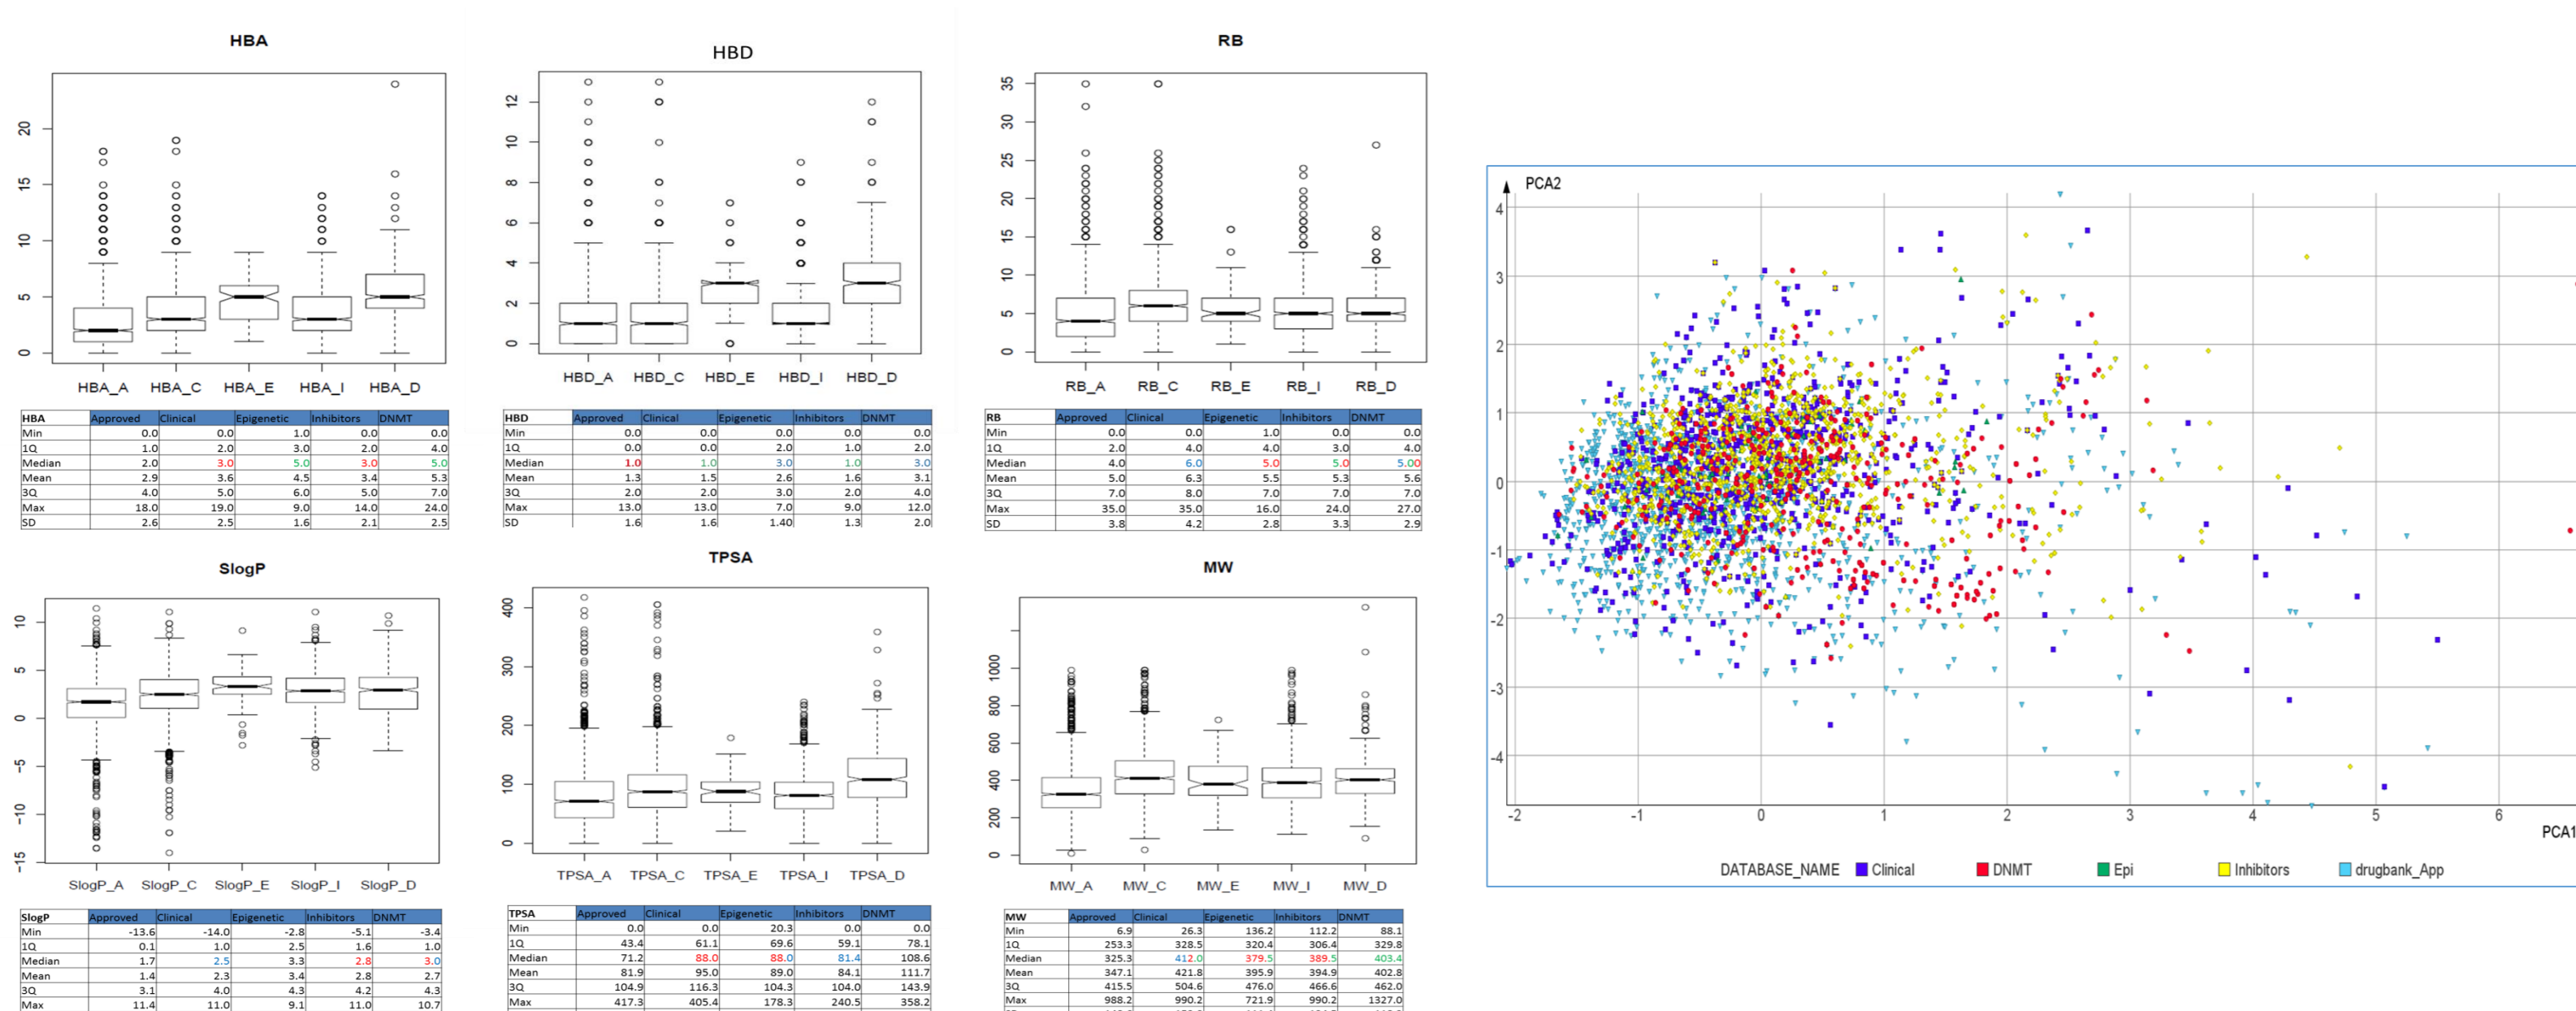 HBA
20
15
10
5
0
HBA_A HBA_C HBA_E HBA_I HBA_D
HBA Approved Clinical Epigenetic Inhibitors DNMT
Min 0.0 0.0 1.0 0.0 0.0
1Q 1.0 2.0 3.0 2.0 4.0
Median 2.0 3.0 5.0 3.0 5.0
Mean 2.9 3.6 4.5 3.4 5.3
3Q 4.0 5.0 6.0 5.0 7.0
Max 18.0 19.0 9.0 14.0 24.0
SD 2.6 2.5 1.6 2.1 2.5
HBD
12
10
8
6
4
2
0
HBD_A HBD_C HBD_E HBD_I HBD_D
HBD Approved Clinical Epigenetic Inhibitors DNMT
Min 0.0 0.0 0.0 0.0 0.0
1Q 0.0 0.0 2.0 1.0 2.0
Median 1.0 1.0 3.0 1.0 3.0
Mean 1.3 1.5 2.6 1.6 3.1
3Q 2.0 2.0 3.0 2.0 4.0
Max 13.0 13.0 7.0 9.0 12.0
SD 1.6 1.6 1.40 1.3 2.0
RB
35
30
25
20
15
10
5
0
RB_A RB_C RB_E RB_I RB_D
RB Approved Clinical Epigenetic Inhibitors DNMT
Min 0.0 0.0 1.0 0.0 0.0
1Q 2.0 4.0 4.0 3.0 4.0
Median 4.0 6.0 5.0 5.0 5.00
Mean 5.0 6.3 5.5 5.3 5.6
3Q 7.0 8.0 7.0 7.0 7.0
Max 35.0 35.0 16.0 24.0 27.0
SD 3.8 4.2 2.8 3.3 2.9
SlogP
10
5
0
-5
-10
-15
SlogP_A SlogP_C SlogP_E SlogP_I SlogP_D
SlogP Approved Clinical Epigenetic Inhibitors DNMT
Min -13.6 -14.0 -2.8 -5.1 -3.4
1Q 0.1 1.0 2.5 1.6 1.0
Median 1.7 2.5 3.3 2.8 3.0
Mean 1.4 2.3 3.4 2.8 2.7
3Q 3.1 4.0 4.3 4.2 4.3
Max 11.4 11.0 9.1 11.0 10.7
TPSA
400
300
200
100
0
TPSA_A TPSA_C TPSA_E TPSA_I TPSA_D
TPSA Approved Clinical Epigenetic Inhibitors DNMT
Min 0.0 0.0 20.3 0.0 0.0
1Q 43.4 61.1 69.6 59.1 78.1
Median 71.2 88.0 88.0 81.4 108.6
Mean 81.9 95.0 89.0 84.1 111.7
3Q 104.9 116.3 104.3 104.0 143.9
Max 417.3 405.4 178.3 240.5 358.2
MW
1000
800
600
400
200
0
MW_A MW_C MW_E MW_I MW_D
MW Approved Clinical Epigenetic Inhibitors DNMT
Min 6.9 26.3 136.2 112.2 88.1
1Q 253.3 328.5 320.4 306.4 329.8
Median 325.3 412.0 379.5 389.5 403.4
Mean 347.1 421.8 395.9 394.9 402.8
3Q 415.5 504.6 476.0 466.6 462.0
Max 988.2 990.2 721.9 990.2 1327.0
PCA2
4
3
2
1
0
-1
-2
-3
-4
-2 -1 0 1 2 3 4 5 6
PCA1
DATABASE_NAME Clinical DNMT Epi Inhibitors drugbank_App